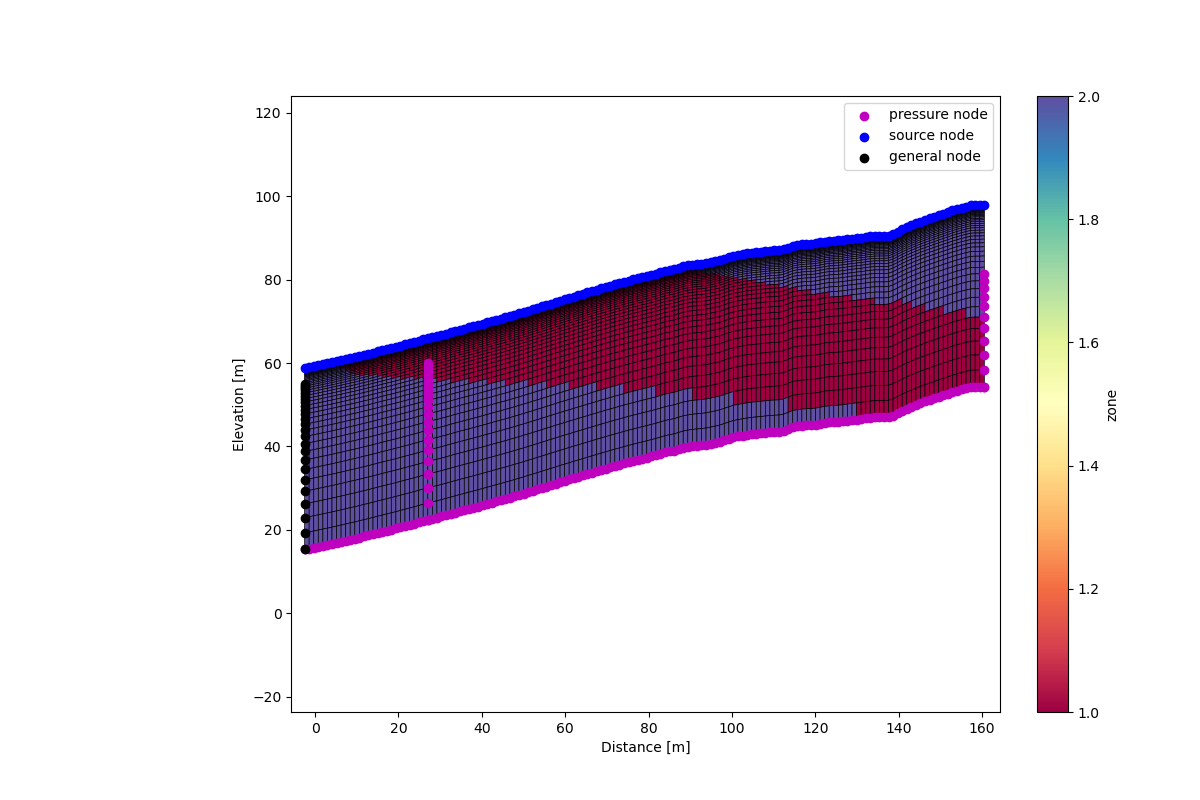 120
100
80
60
40
20
0
−20
Elevation [m]
0 20 40 60 80 100 120 140 160
Distance [m]
pressure node
source node
general node
2.0
1.8
1.6
1.4
1.2
1.0
zone